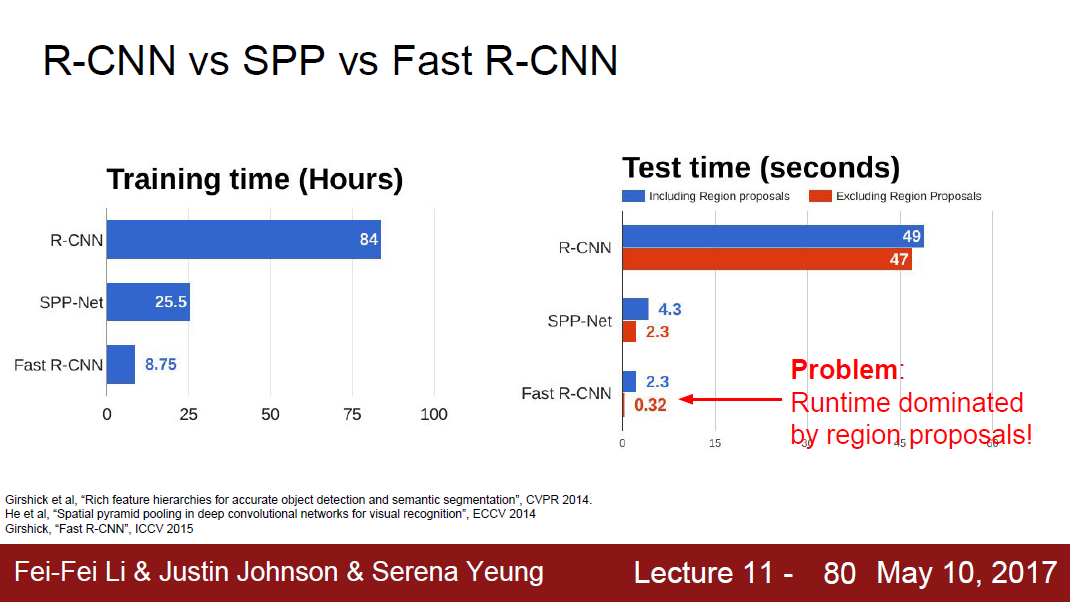 R-CNN vs SPP vs Fast R-CNN
Training time (Hours)
R-CNN
84
SPP-Net
25.5
Fast R-CNN
8.75
0 25 50 75 100
Test time (seconds)
Including Region proposals Excluding Region Proposals
R-CNN
49
47
SPP-Net
4.3
2.3
Fast R-CNN
2.3
0.32
Problem:
Runtime dominated
by region proposals!
0 15 30 45 60
Girshick et al, “Rich feature hierarchies for accurate object detection and semantic segmentation”, CVPR 2014.
He et al, “Spatial pyramid pooling in deep convolutional networks for visual recognition”, ECCV 2014
Girshick, “Fast R-CNN”, ICCV 2015
Fei-Fei Li & Justin Johnson & Serena Yeung Lecture 11 - 80 May 10, 2017